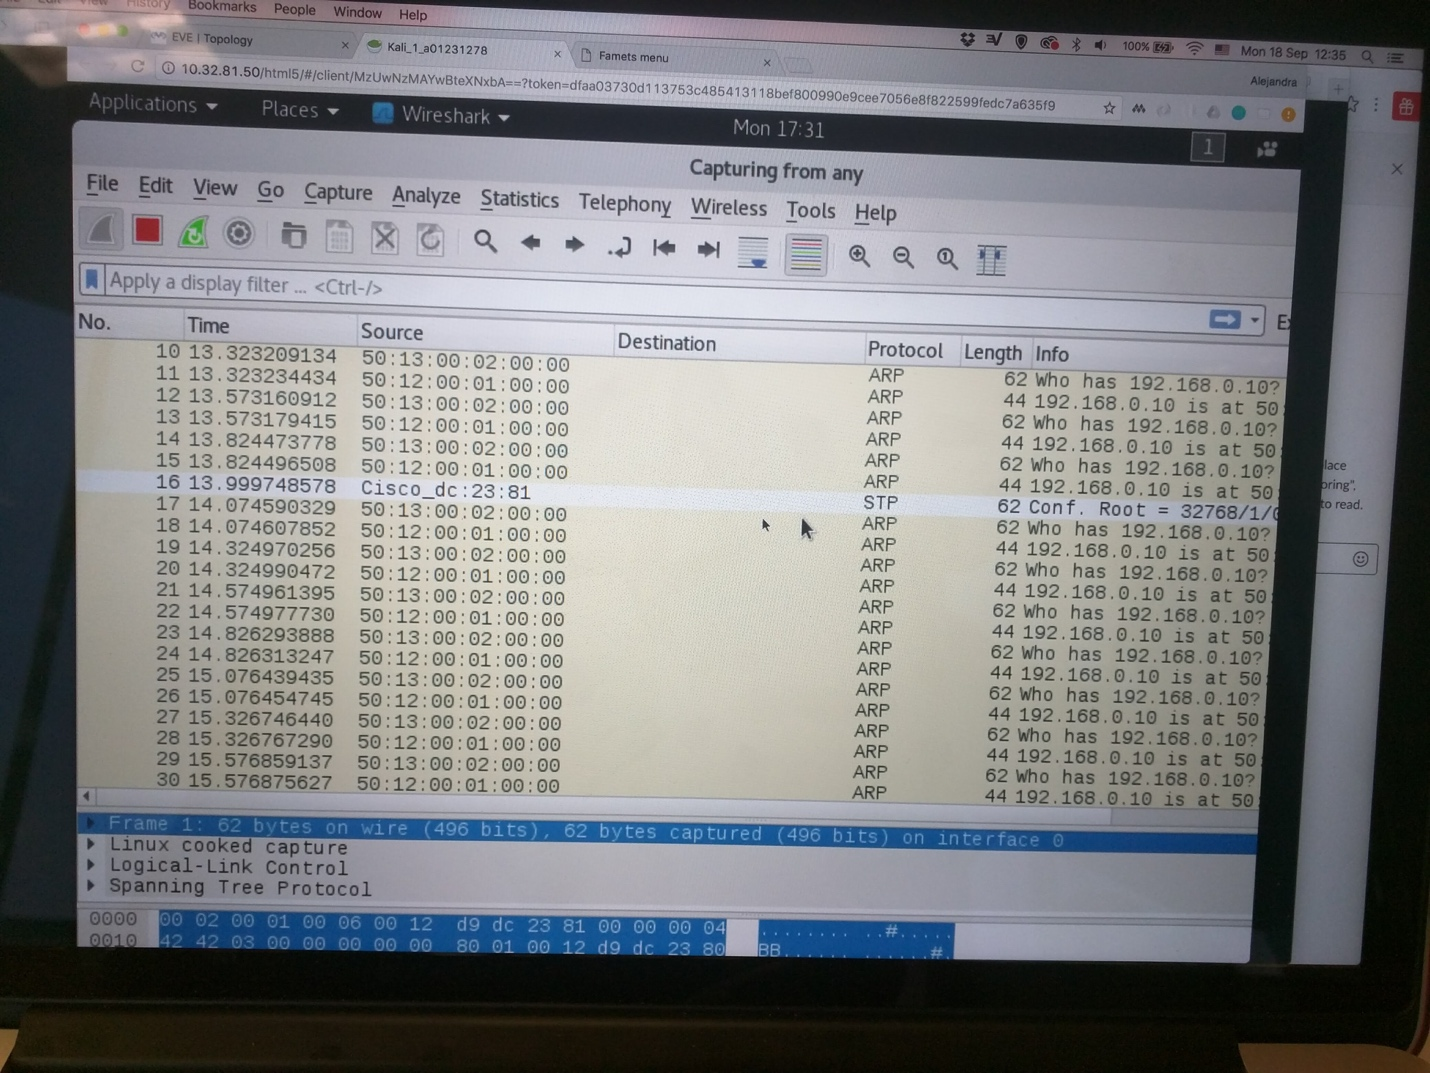 History Bookmarks People Window Help
100% Mon 18 Sep 12:35
EVE | Topology Kali_1_a01231278 Famets menu
Alejandra
10.32.81.50/html5/#/client/MzUwNzMAYwBteXNxbA==?token=dfaa03730d113753c485413118bef800990e9cee7056e8f822599fedc7a635f9
Applications Places Wireshark Mon 17:31 1
Capturing from any
File Edit View Go Capture Analyze Statistics Telephony Wireless Tools Help
Apply a display filter ... <Ctrl-/>
No. Time Source Destination Protocol Length Info
10 13.323209134 50:13:00:02:00:00 ARP 62 Who has 192.168.0.10?
11 13.323234434 50:12:00:01:00:00 ARP 44 192.168.0.10 is at 50:
12 13.573160912 50:13:00:02:00:00 ARP 62 Who has 192.168.0.10?
13 13.573179415 50:12:00:01:00:00 ARP 44 192.168.0.10 is at 50:
14 13.824473778 50:13:00:02:00:00 ARP 62 Who has 192.168.0.10?
15 13.824496508 50:12:00:01:00:00 ARP 44 192.168.0.10 is at 50:
16 13.999748578 Cisco_dc:23:81 STP 62 Conf. Root = 32768/1/0
17 14.074590329 50:13:00:02:00:00 ARP 62 Who has 192.168.0.10?
18 14.074607852 50:12:00:01:00:00 ARP 44 192.168.0.10 is at 50:
19 14.324970256 50:13:00:02:00:00 ARP 62 Who has 192.168.0.10?
20 14.324990472 50:12:00:01:00:00 ARP 44 192.168.0.10 is at 50:
21 14.574961395 50:13:00:02:00:00 ARP 62 Who has 192.168.0.10?
22 14.574977730 50:12:00:01:00:00 ARP 44 192.168.0.10 is at 50:
23 14.826293888 50:13:00:02:00:00 ARP 62 Who has 192.168.0.10?
24 14.826313247 50:12:00:01:00:00 ARP 44 192.168.0.10 is at 50:
25 15.076439435 50:13:00:02:00:00 ARP 62 Who has 192.168.0.10?
26 15.076454745 50:12:00:01:00:00 ARP 44 192.168.0.10 is at 50:
27 15.326746440 50:13:00:02:00:00 ARP 62 Who has 192.168.0.10?
28 15.326767290 50:12:00:01:00:00 ARP 44 192.168.0.10 is at 50:
29 15.576859137 50:13:00:02:00:00 ARP 62 Who has 192.168.0.10?
30 15.576875627 50:12:00:01:00:00 ARP 44 192.168.0.10 is at 50:
Frame 1: 62 bytes on wire (496 bits), 62 bytes captured (496 bits) on interface 0
Linux cooked capture
Logical-Link Control
Spanning Tree Protocol
0000 00 02 00 01 00 06 00 12 d9 dc 23 81 00 00 00 04 ........ ..#.....
0010 42 42 03 00 00 00 00 00 80 01 00 12 d9 dc 23 80 BB...... ......#.
lace
oring".
to read.